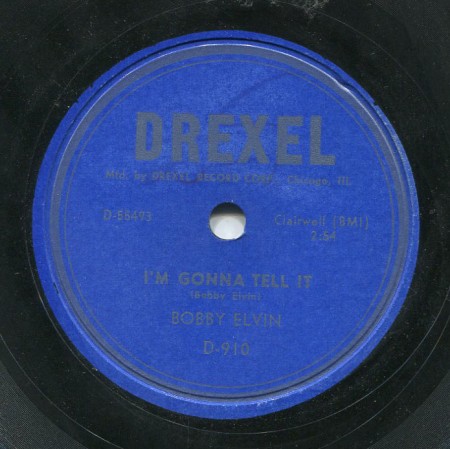 DREXEL
Mfd. by DREXEL RECORD CORP. - Chicago, Ill.
D-58493
Clairwell (BMI)
2:54
I'M GONNA TELL IT
(Bobby Elvin)
BOBBY ELVIN
D-910